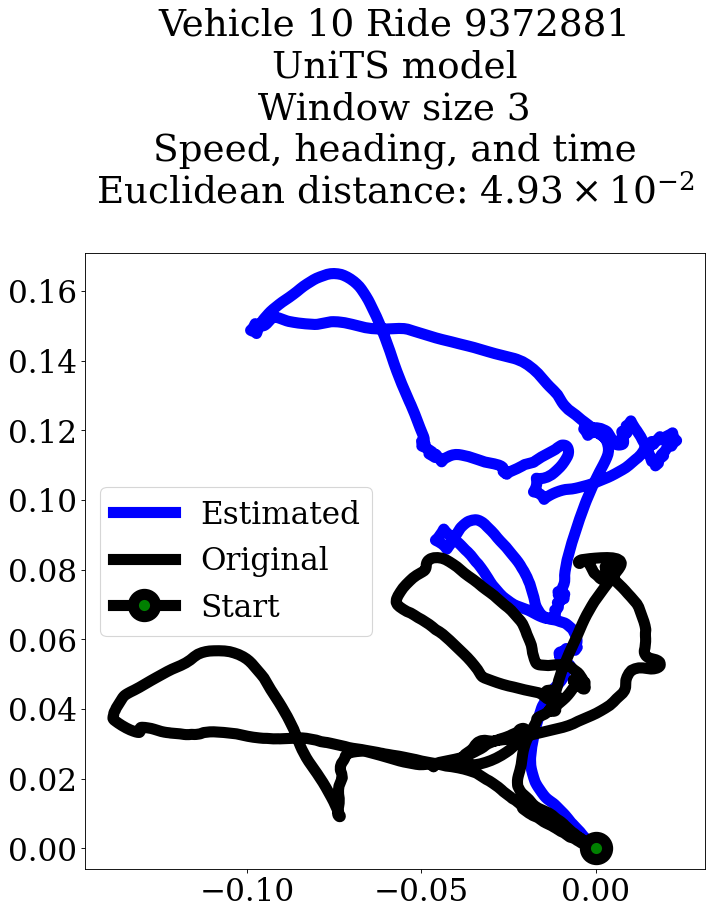 Vehicle 10 Ride 9372881
UniTS model
Window size 3
Speed, heading, and time
Euclidean distance: 4.93 × 10⁻²
0.16
0.14
0.12
0.10
0.08
0.06
0.04
0.02
0.00
Estimated
Original
Start
−0.10
−0.05
0.00